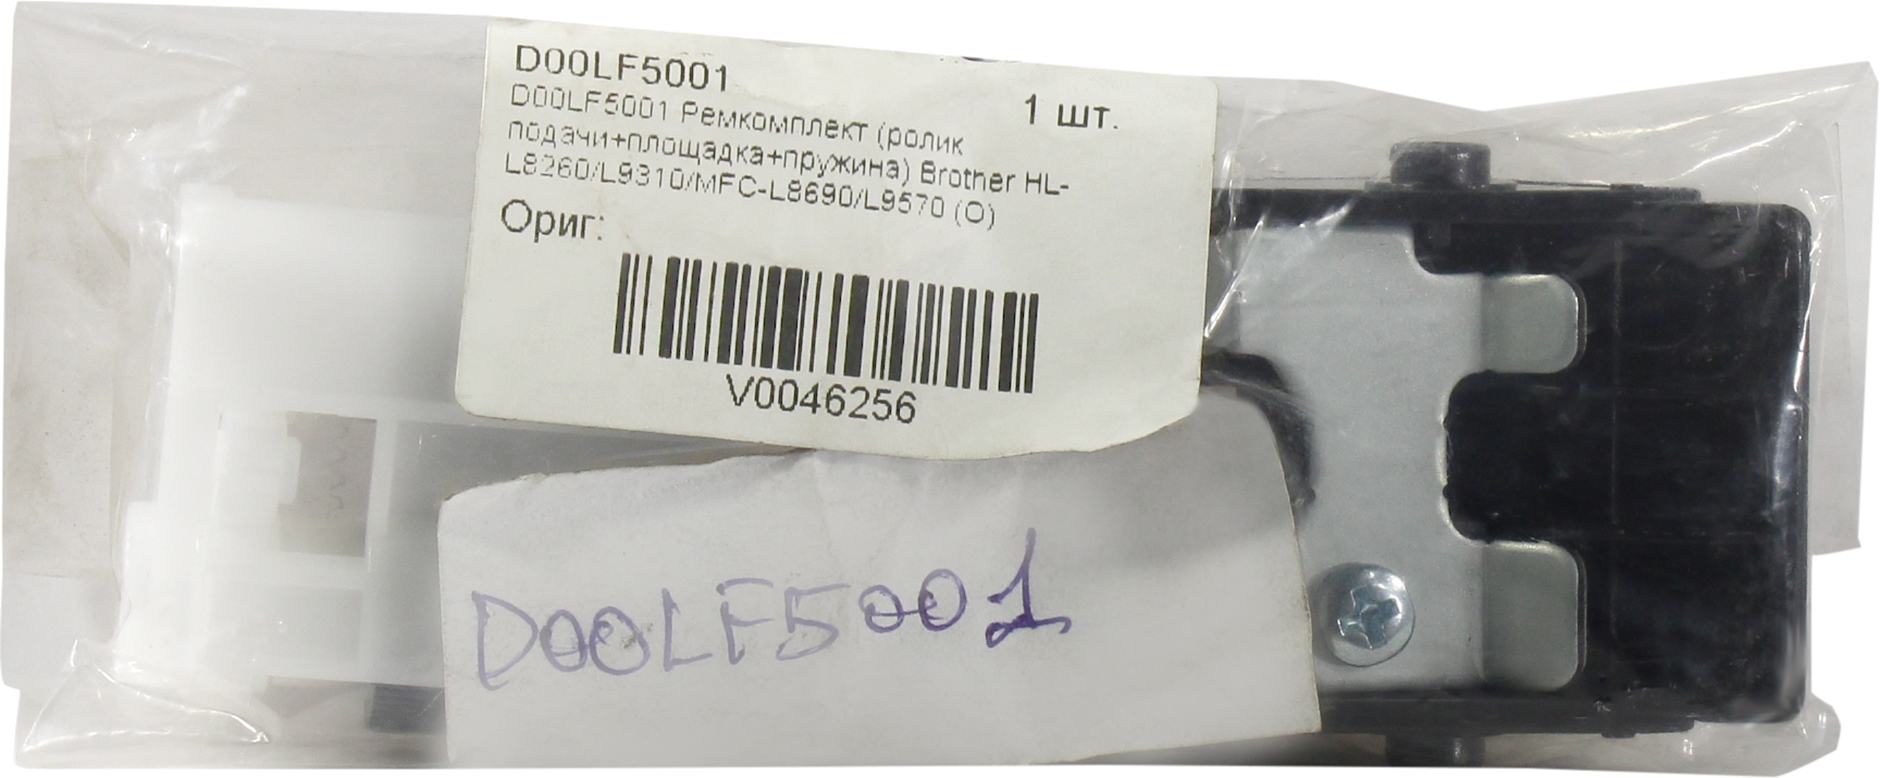 D00LF5001
1 шт.
D00LF5001 Ремкомплект (ролик
подачи+площадка+пружина) Brother HL-
L8260/L9310/MFC-L8690/L9570 (O)
Ориг:
V0046256
D00LF5001